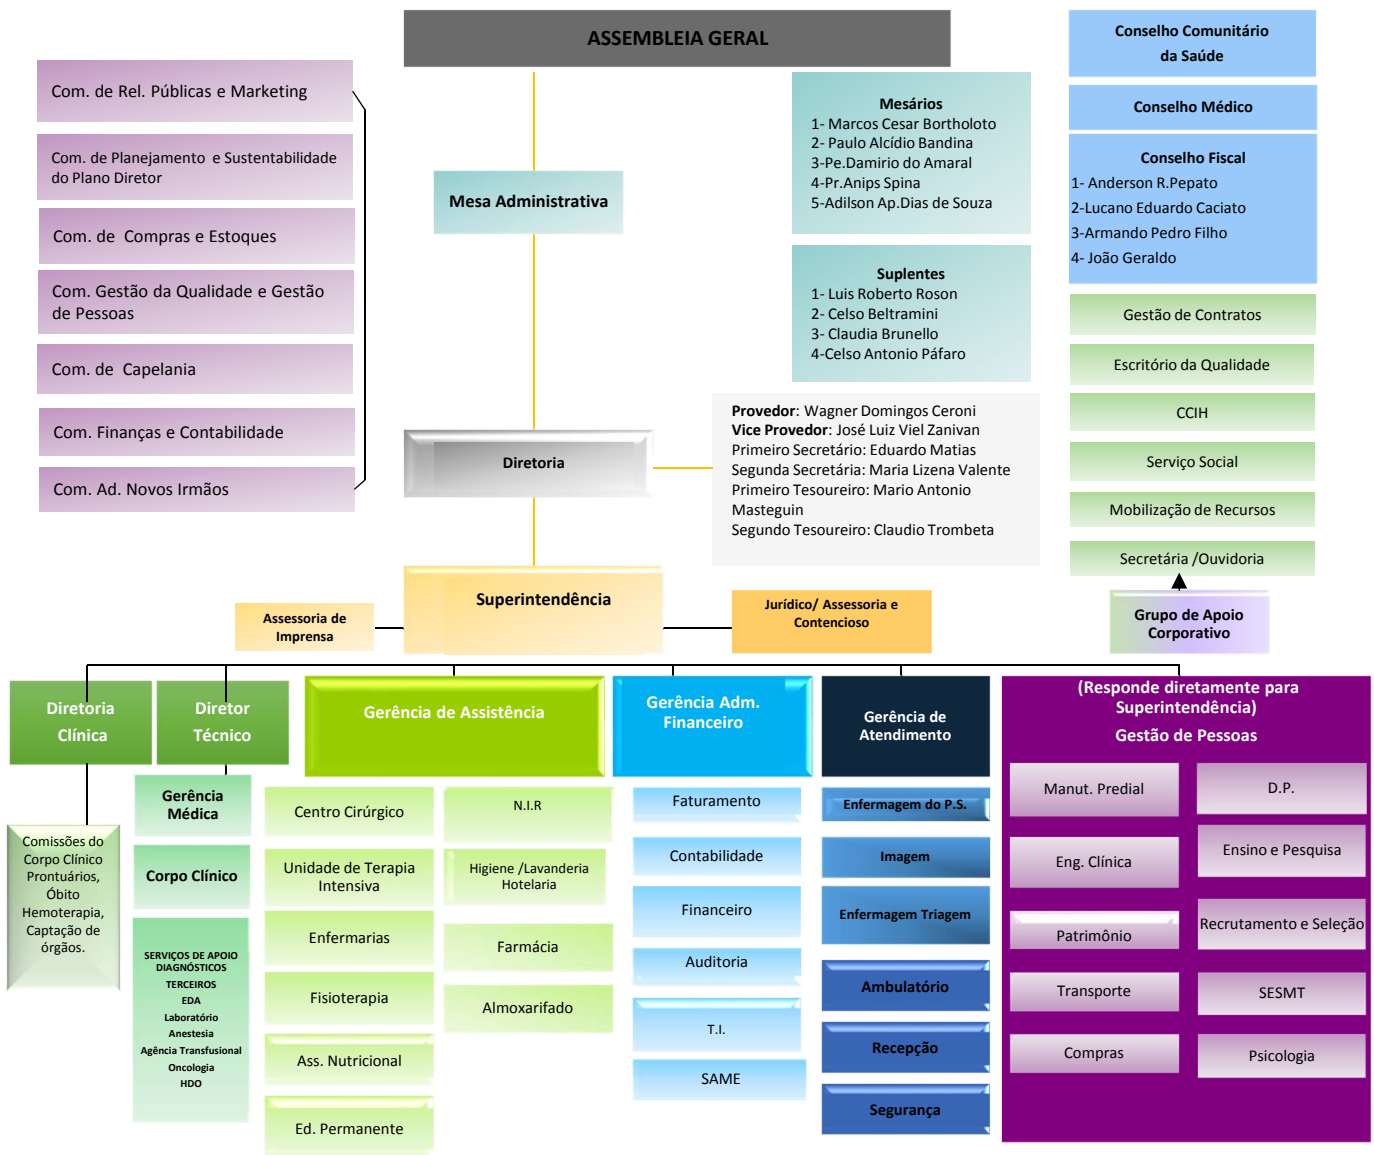 ASSEMBLEIA GERAL
Com. de Rel. Públicas e Marketing
Com. de Planejamento e Sustentabilidade
do Plano Diretor
Com. de Compras e Estoques
Com. Gestão da Qualidade e Gestão
de Pessoas
Com. de Capelania
Com. Finanças e Contabilidade
Com. Ad. Novos Irmãos
Mesa Administrativa
Mesários
1- Marcos Cesar Bortholoto
2- Paulo Alcídio Bandina
3-Pe.Damirio do Amaral
4-Pr.Anips Spina
5-Adilson Ap.Dias de Souza
Suplentes
1- Luis Roberto Roson
2- Celso Beltramini
3- Claudia Brunello
4-Celso Antonio Páfaro
Conselho Comunitário
da Saúde
Conselho Médico
Conselho Fiscal
1- Anderson R.Pepato
2-Lucano Eduardo Caciato
3-Armando Pedro Filho
4- João Geraldo
Gestão de Contratos
Escritório da Qualidade
CCIH
Serviço Social
Mobilização de Recursos
Secretária /Ouvidoria
Grupo de Apoio
Corporativo
Diretoria
Provedor: Wagner Domingos Ceroni
Vice Provedor: José Luiz Viel Zanivan
Primeiro Secretário: Eduardo Matias
Segunda Secretária: Maria Lizena Valente
Primeiro Tesoureiro: Mario Antonio
Masteguin
Segundo Tesoureiro: Claudio Trombeta
Superintendência
Assessoria de
Imprensa
Jurídico/ Assessoria e
Contencioso
Diretoria
Clínica
Comissões do
Corpo Clínico
Prontuários,
Óbito
Hemoterapia,
Captação de
órgãos.
Diretor
Técnico
Gerência
Médica
Corpo Clínico
SERVIÇOS DE APOIO
DIAGNÓSTICOS
TERCEIROS
EDA
Laboratório
Anestesia
Agência Transfusional
Oncologia
HDO
Gerência de Assistência
Centro Cirúrgico
Unidade de Terapia
Intensiva
Enfermarias
Fisioterapia
Ass. Nutricional
Ed. Permanente
N.I.R
Higiene /Lavanderia
Hotelaria
Farmácia
Almoxarifado
Gerência Adm.
Financeiro
Faturamento
Contabilidade
Financeiro
Auditoria
T.I.
SAME
Gerência de
Atendimento
Enfermagem do P.S.
Imagem
Enfermagem Triagem
Ambulatório
Recepção
Segurança
(Responde diretamente para
Superintendência)
Gestão de Pessoas
Manut. Predial
Eng. Clínica
Patrimônio
Transporte
Compras
D.P.
Ensino e Pesquisa
Recrutamento e Seleção
SESMT
Psicologia